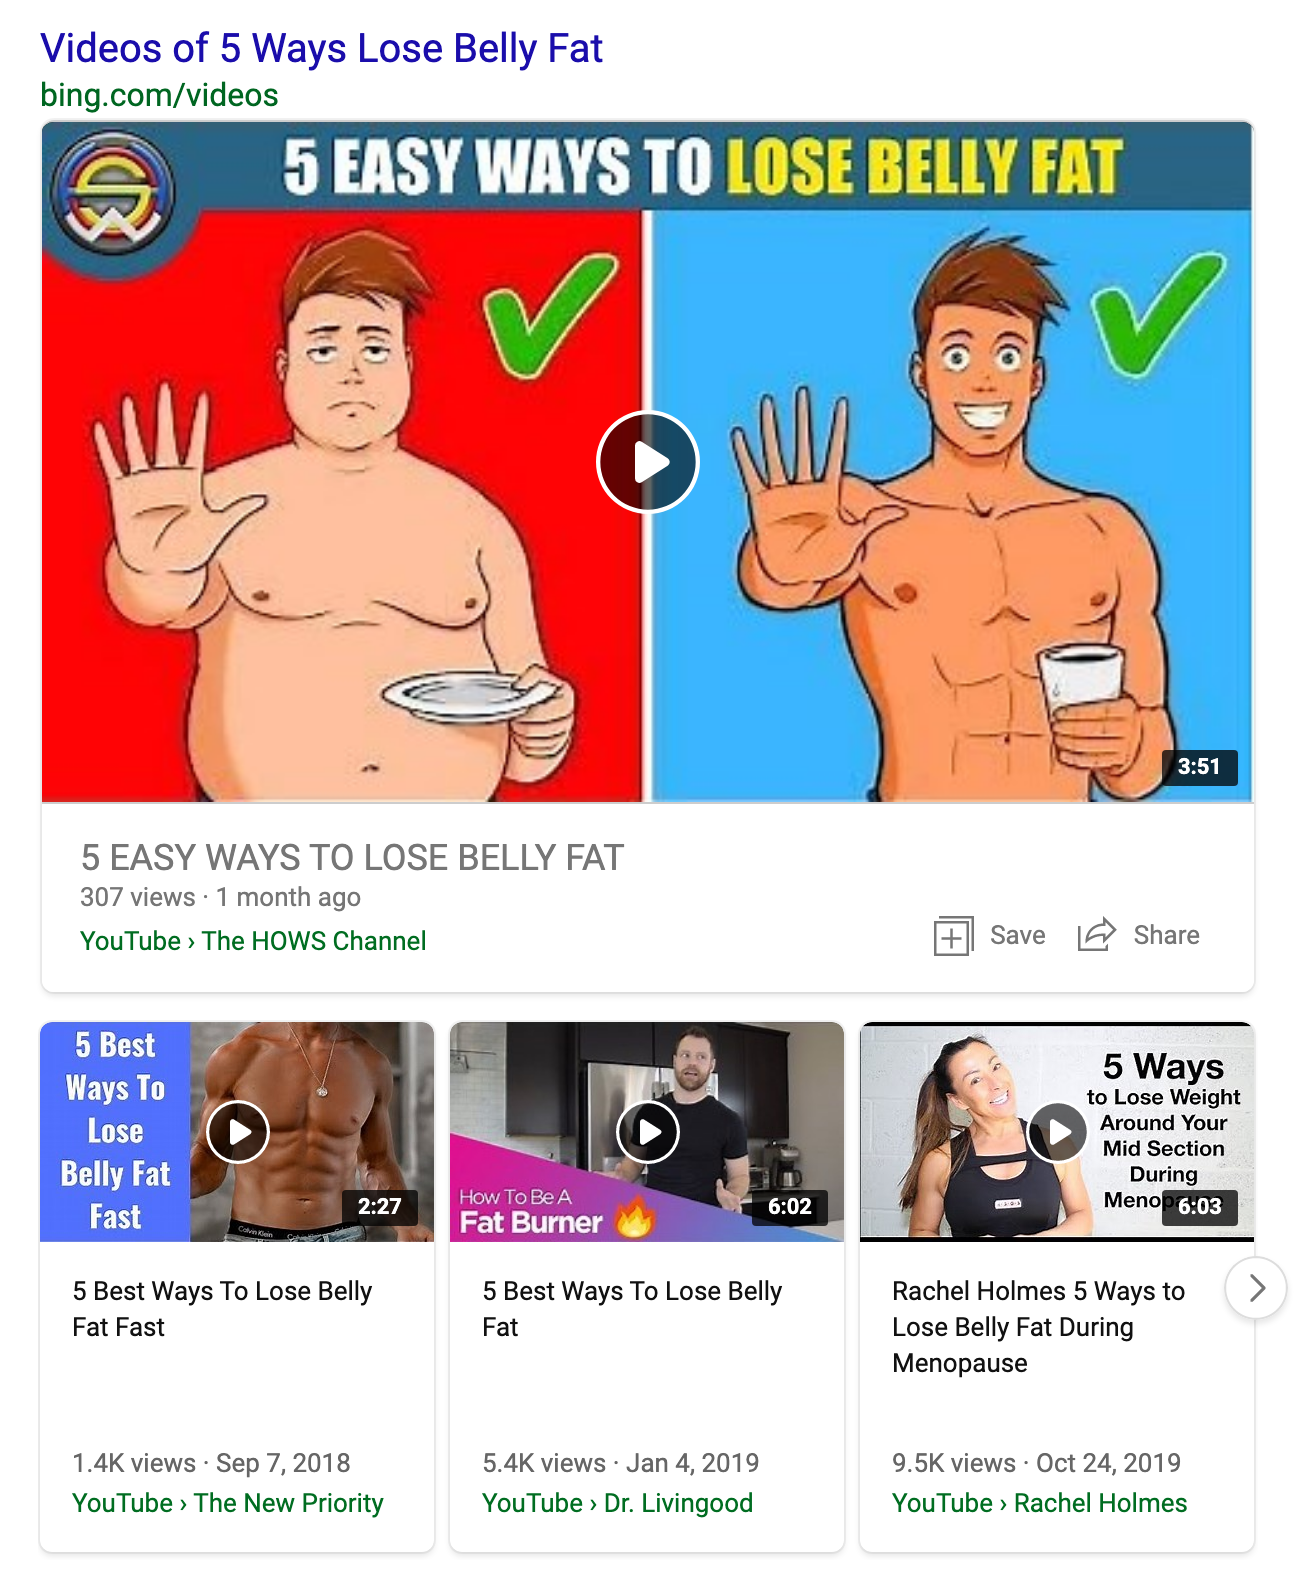 Videos of 5 Ways Lose Belly Fat
bing.com/videos
5 EASY WAYS TO LOSE BELLY FAT
3:51
5 EASY WAYS TO LOSE BELLY FAT
307 views · 1 month ago
YouTube › The HOWS Channel
Save
Share
5 Best
Ways To
Lose
Belly Fat
Fast
Calvin Klein
2:27
5 Best Ways To Lose Belly
Fat Fast
1.4K views · Sep 7, 2018
YouTube › The New Priority
How To Be A
Fat Burner
6:02
5 Best Ways To Lose Belly
Fat
5.4K views · Jan 4, 2019
YouTube › Dr. Livingood
5 Ways
to Lose Weight
Around Your
Mid Section
During
Menopause
6:03
Rachel Holmes 5 Ways to
Lose Belly Fat During
Menopause
9.5K views · Oct 24, 2019
YouTube › Rachel Holmes